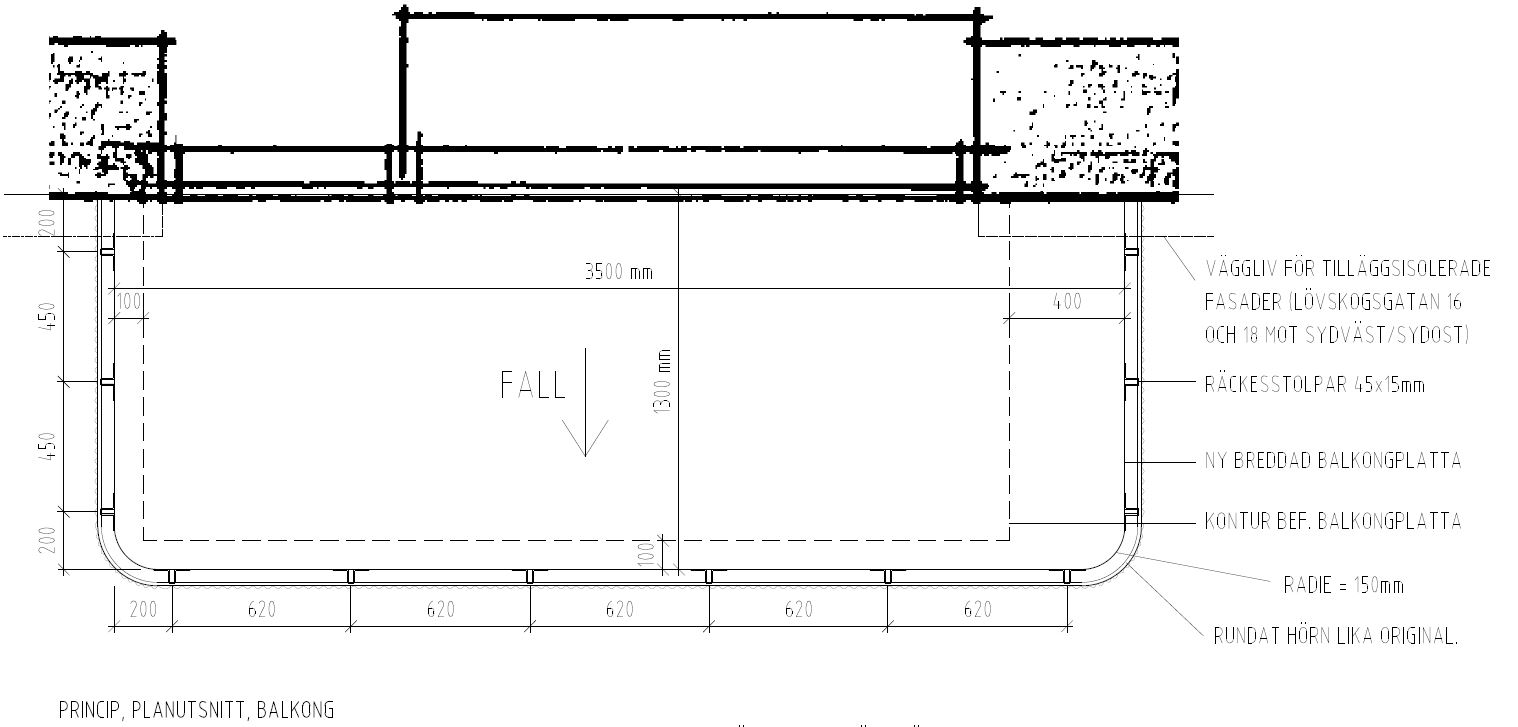 200
3500 mm
VÄGGLIV FÖR TILLÄGGSISOLERADE
100
400
FASADER (LÖVSKOGSGATAN 16
450
OCH 18 MOT SYDVÄST/SYDOST)
FALL
1300 mm
RÄCKESSTOLPAR 45x15mm
450
NY BREDDAD BALKONGPLATTA
KONTUR BEF. BALKONGPLATTA
200
100
RADIE = 150mm
200 620 620 620 620 620
RUNDAT HÖRN LIKA ORIGINAL.
PRINCIP, PLANUTSNITT, BALKONG